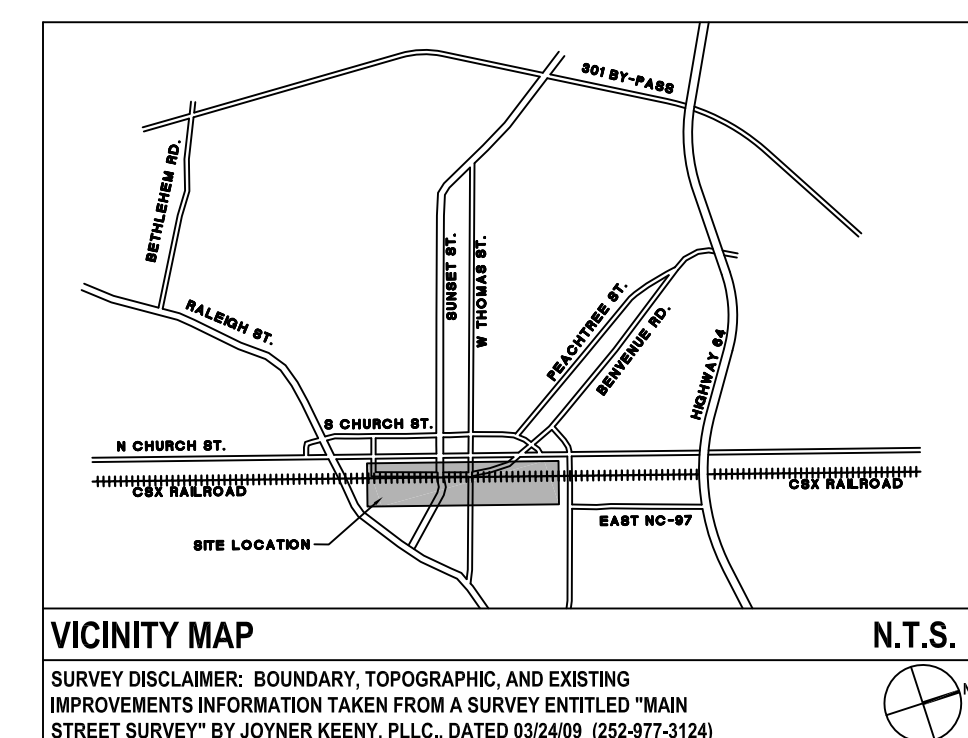 301 BY-PASS
BETHLEHEM RD.
SUNSET ST.
W THOMAS ST.
PEACHTREE ST.
BENVENUE RD.
RALEIGH ST.
HIGHWAY 64
S CHURCH ST.
N CHURCH ST.
CSX RAILROAD
CSX RAILROAD
EAST NC-97
SITE LOCATION
VICINITY MAP
N.T.S.
SURVEY DISCLAIMER: BOUNDARY, TOPOGRAPHIC, AND EXISTING
IMPROVEMENTS INFORMATION TAKEN FROM A SURVEY ENTITLED "MAIN
STREET SURVEY" BY JOYNER KEENY, PLLC., DATED 03/24/09 (252-977-3124)
N